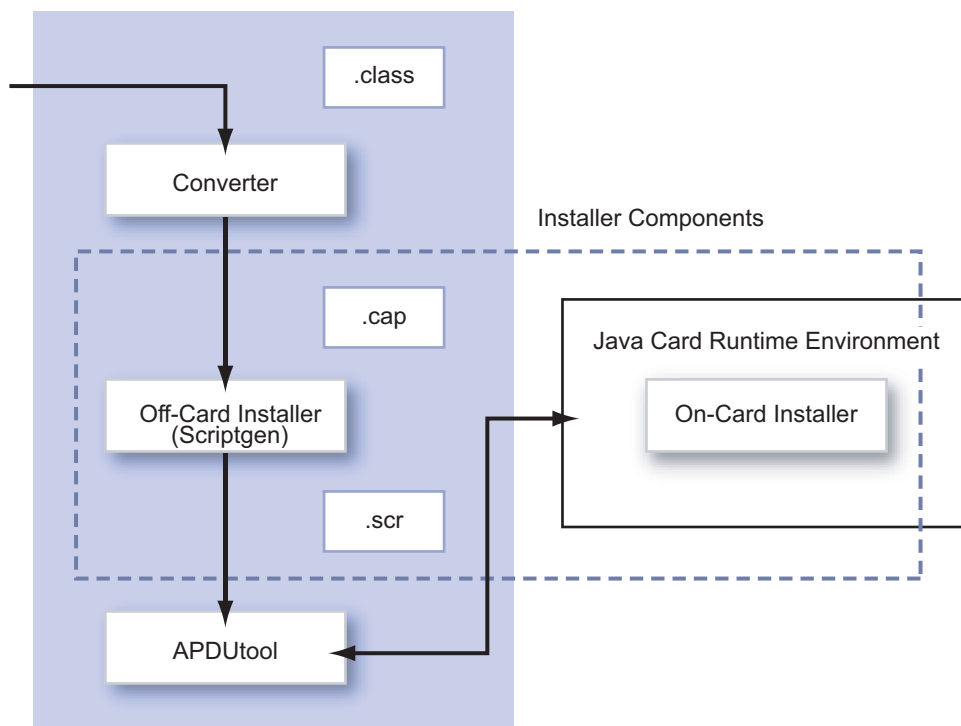 .class
Converter
Installer Components
.cap
Java Card Runtime Environment
Off-Card Installer
(Scriptgen)
On-Card Installer
.scr
APDUtool